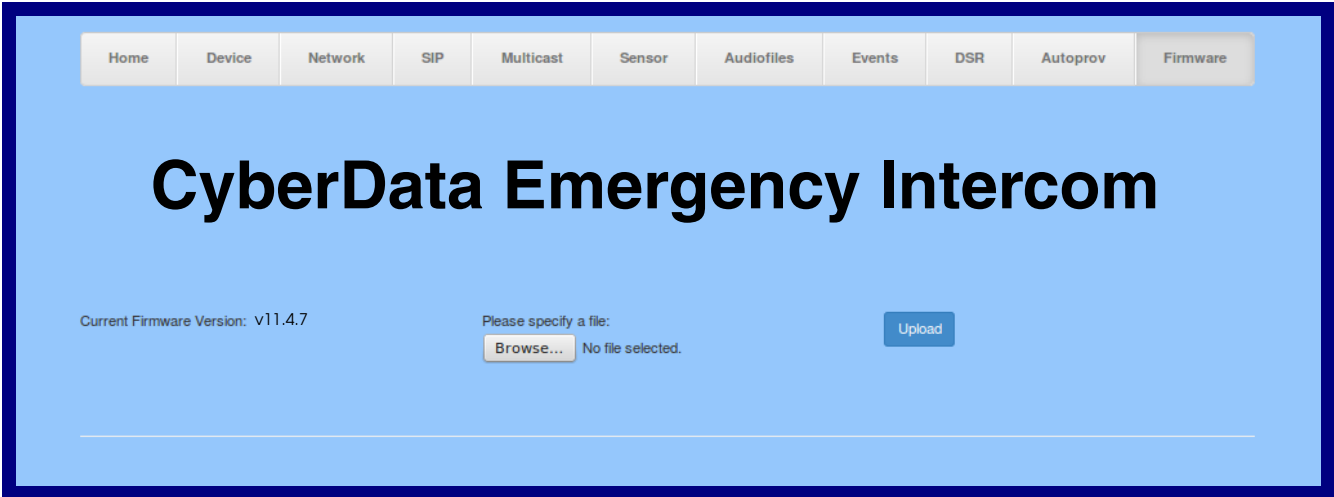 Home Device Network SIP Multicast Sensor Audiofiles Events DSR Autoprov Firmware
CyberData Emergency Intercom
Current Firmware Version: v11.4.7 Please specify a file: Upload
Browse... No file selected.